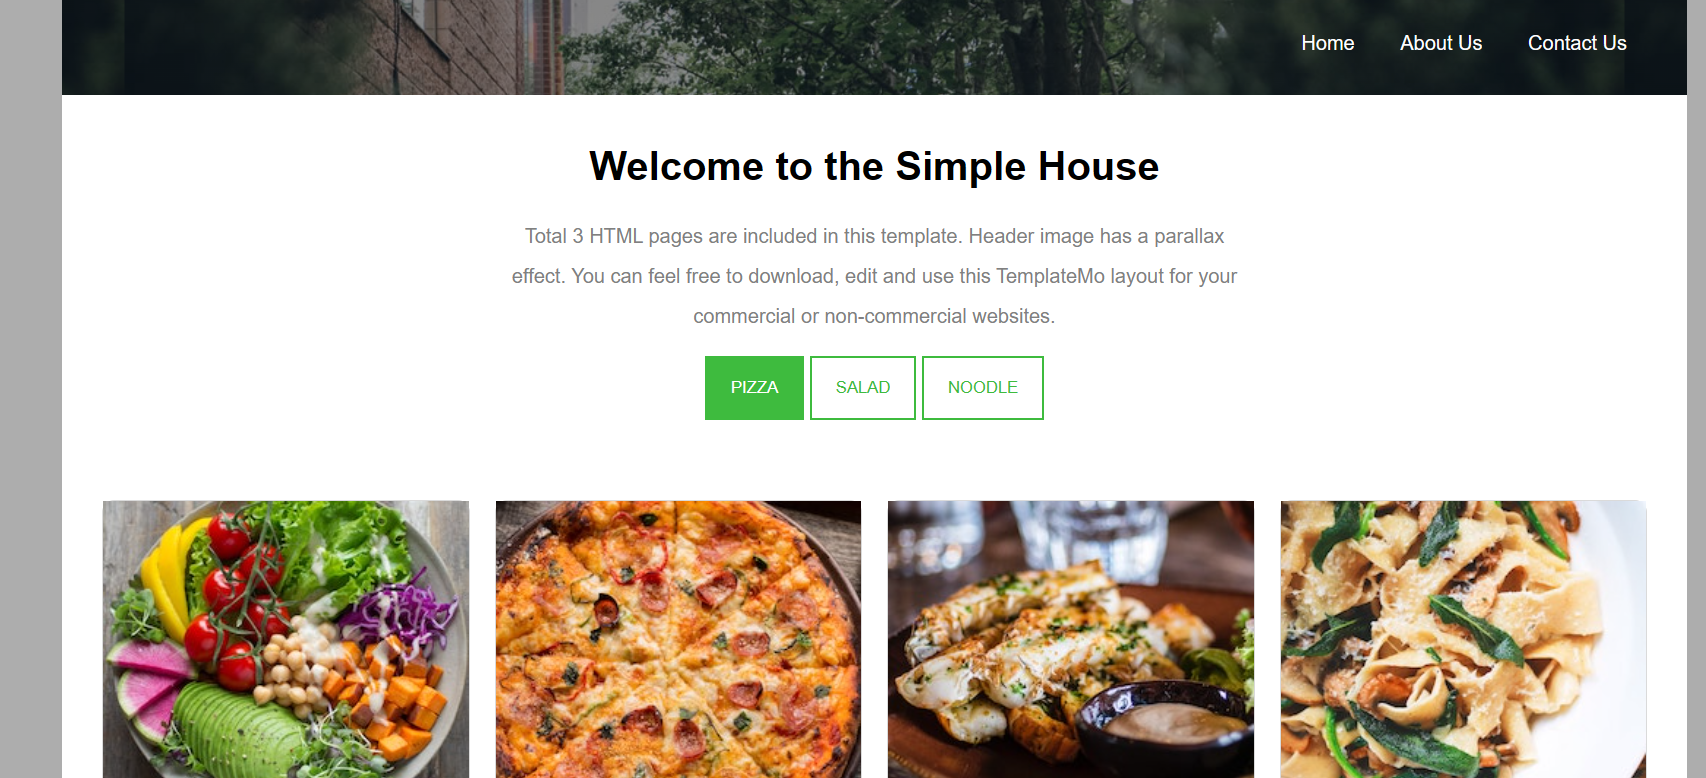 Home About Us Contact Us
Welcome to the Simple House
Total 3 HTML pages are included in this template. Header image has a parallax
effect. You can feel free to download, edit and use this TemplateMo layout for your
commercial or non-commercial websites.
PIZZA SALAD NOODLE